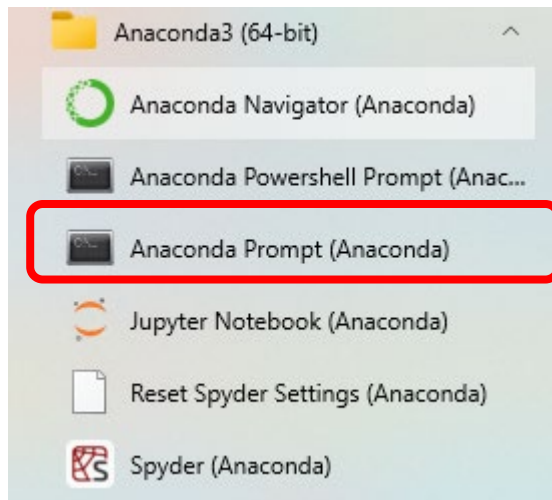 Anaconda3 (64-bit)
Anaconda Navigator (Anaconda)
Anaconda Powershell Prompt (Anac...
Anaconda Prompt (Anaconda)
Jupyter Notebook (Anaconda)
Reset Spyder Settings (Anaconda)
Spyder (Anaconda)